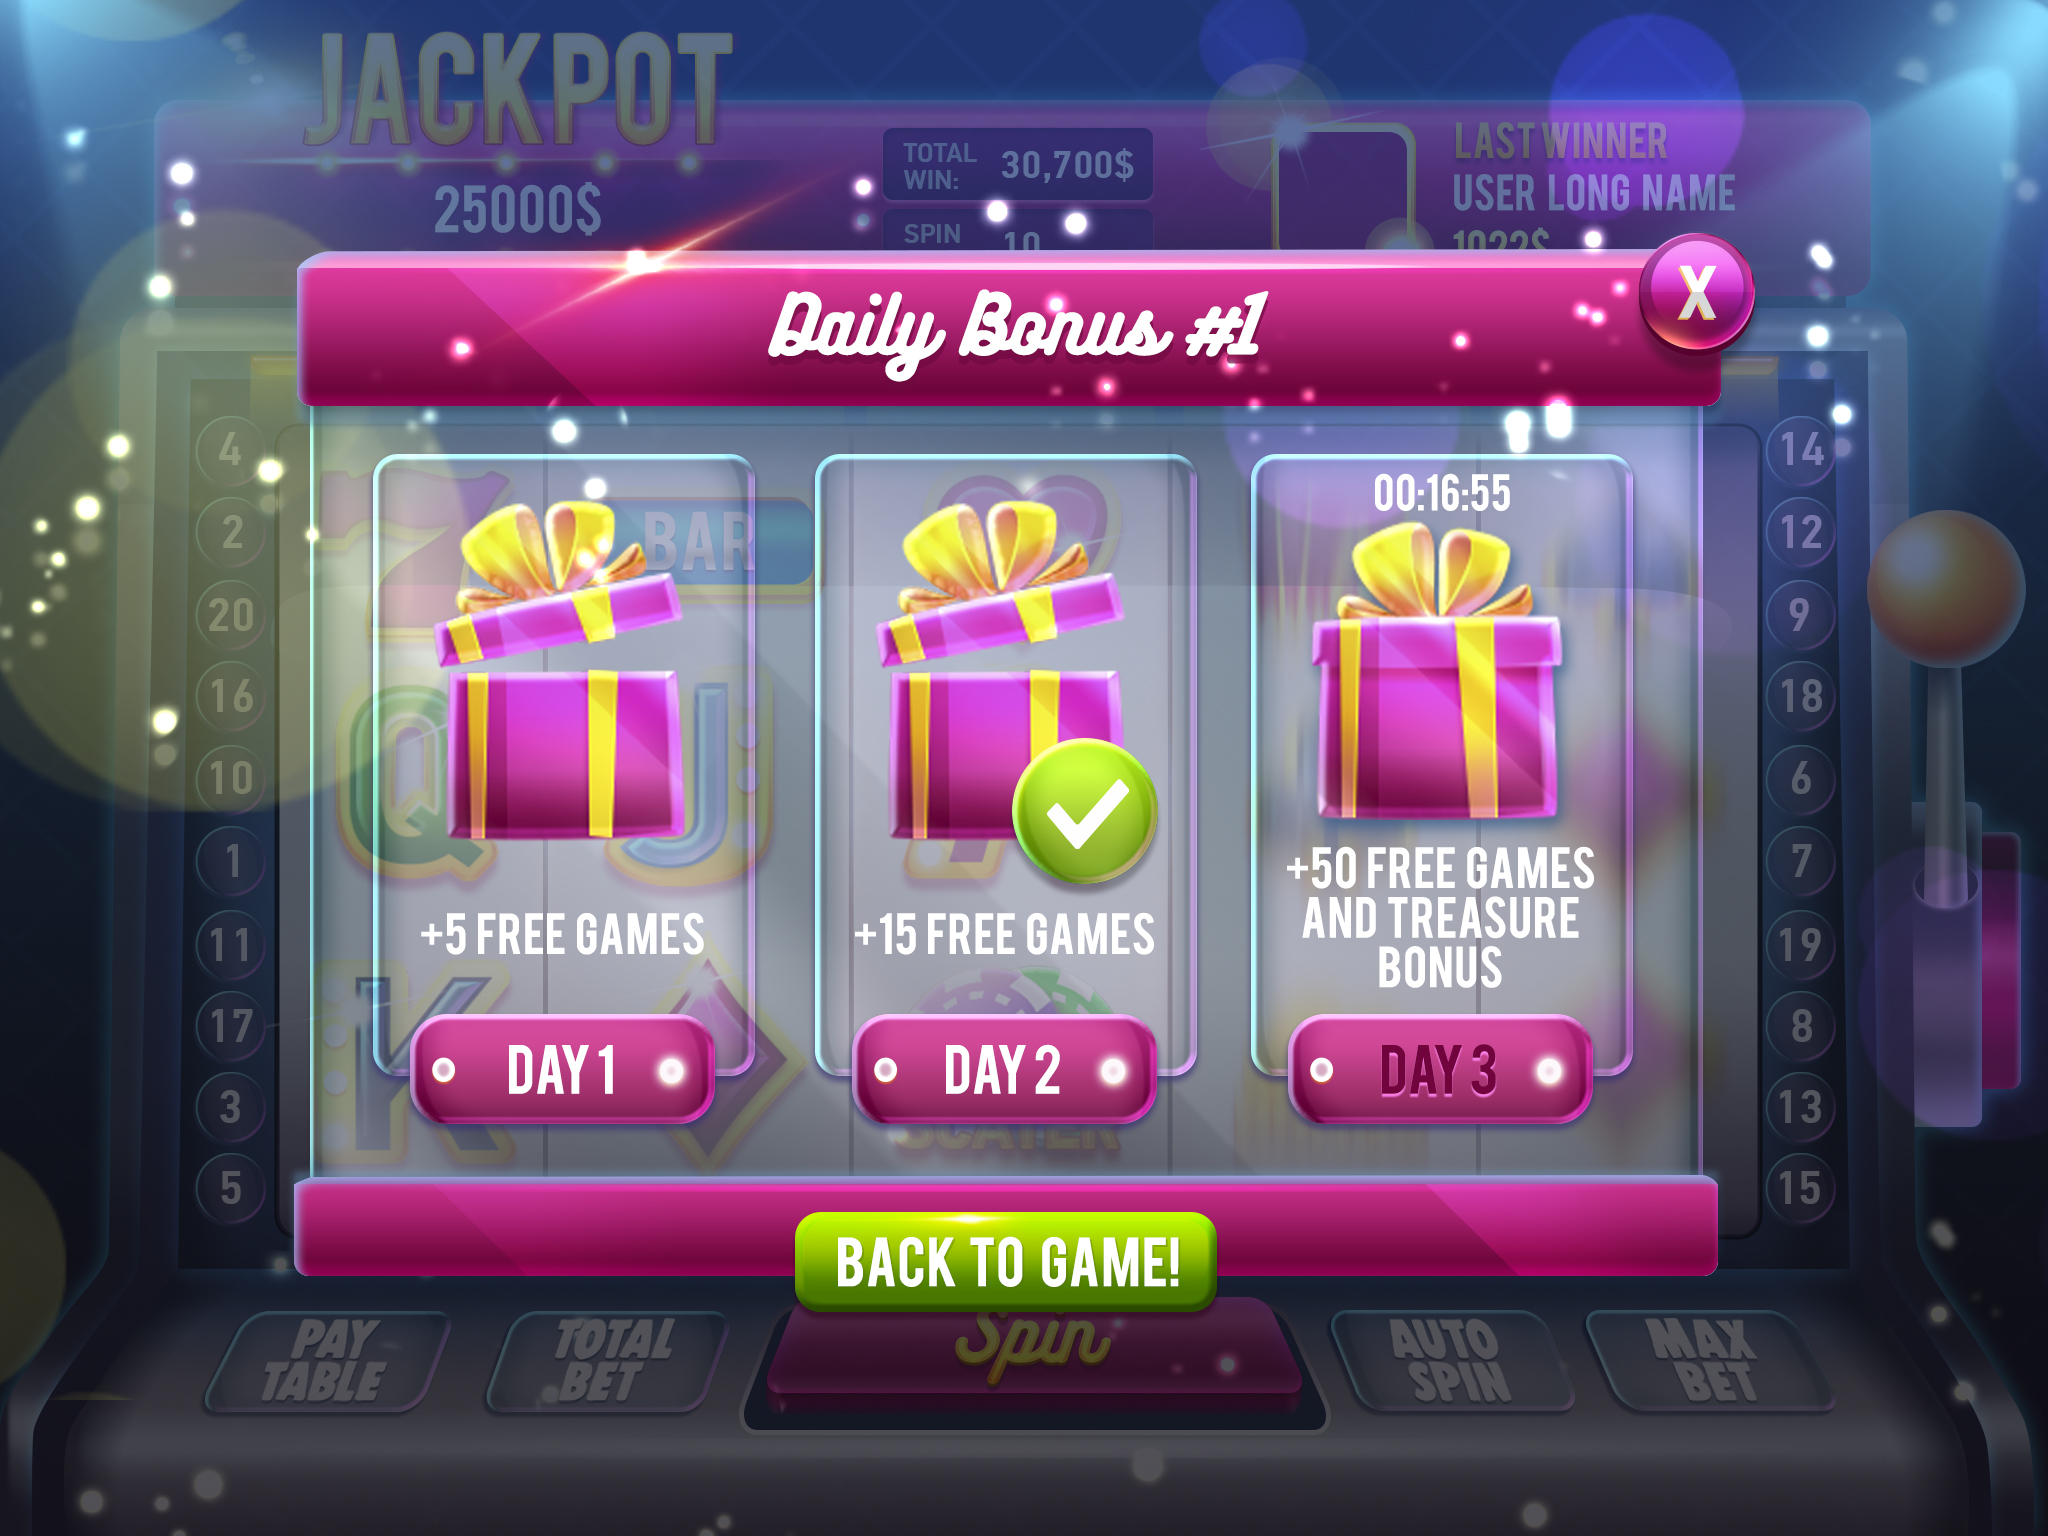 JACKPOT
25000$
TOTAL WIN: 30,700$
SPIN 10
LAST WINNER
USER LONG NAME
1022$
Daily Bonus #1
X
00:16:55
BAR
7
Q
J
K
SCATER
+5 FREE GAMES
+15 FREE GAMES
+50 FREE GAMES
AND TREASURE
BONUS
DAY 1
DAY 2
DAY 3
BACK TO GAME!
4
2
20
16
10
1
11
17
3
5
14
12
9
18
6
7
19
8
13
15
PAY
TABLE
TOTAL
BET
Spin
AUTO
SPIN
MAX
BET